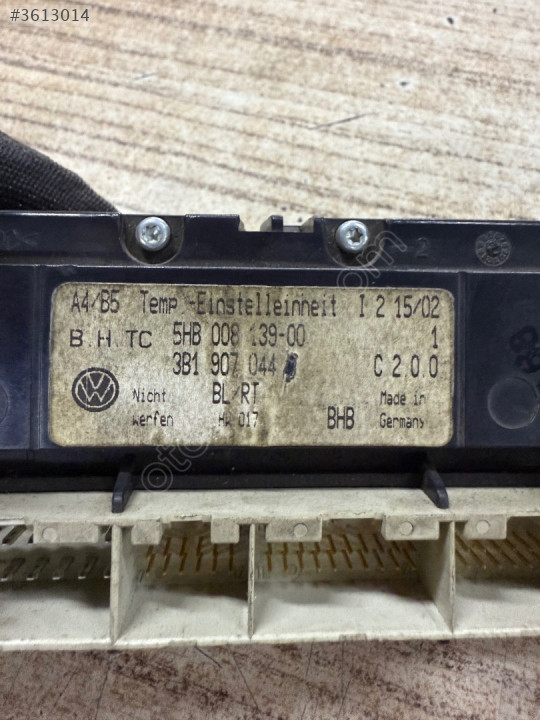 #3613014
A4/B5 Temp.-Einstelleinheit I 2 15/02
B.H.TC 5HB 008 139-00 1
3B1 907 044 C 2.0.0
Nicht BL/RT Made in
werfen HW 017 BHB Germany
2